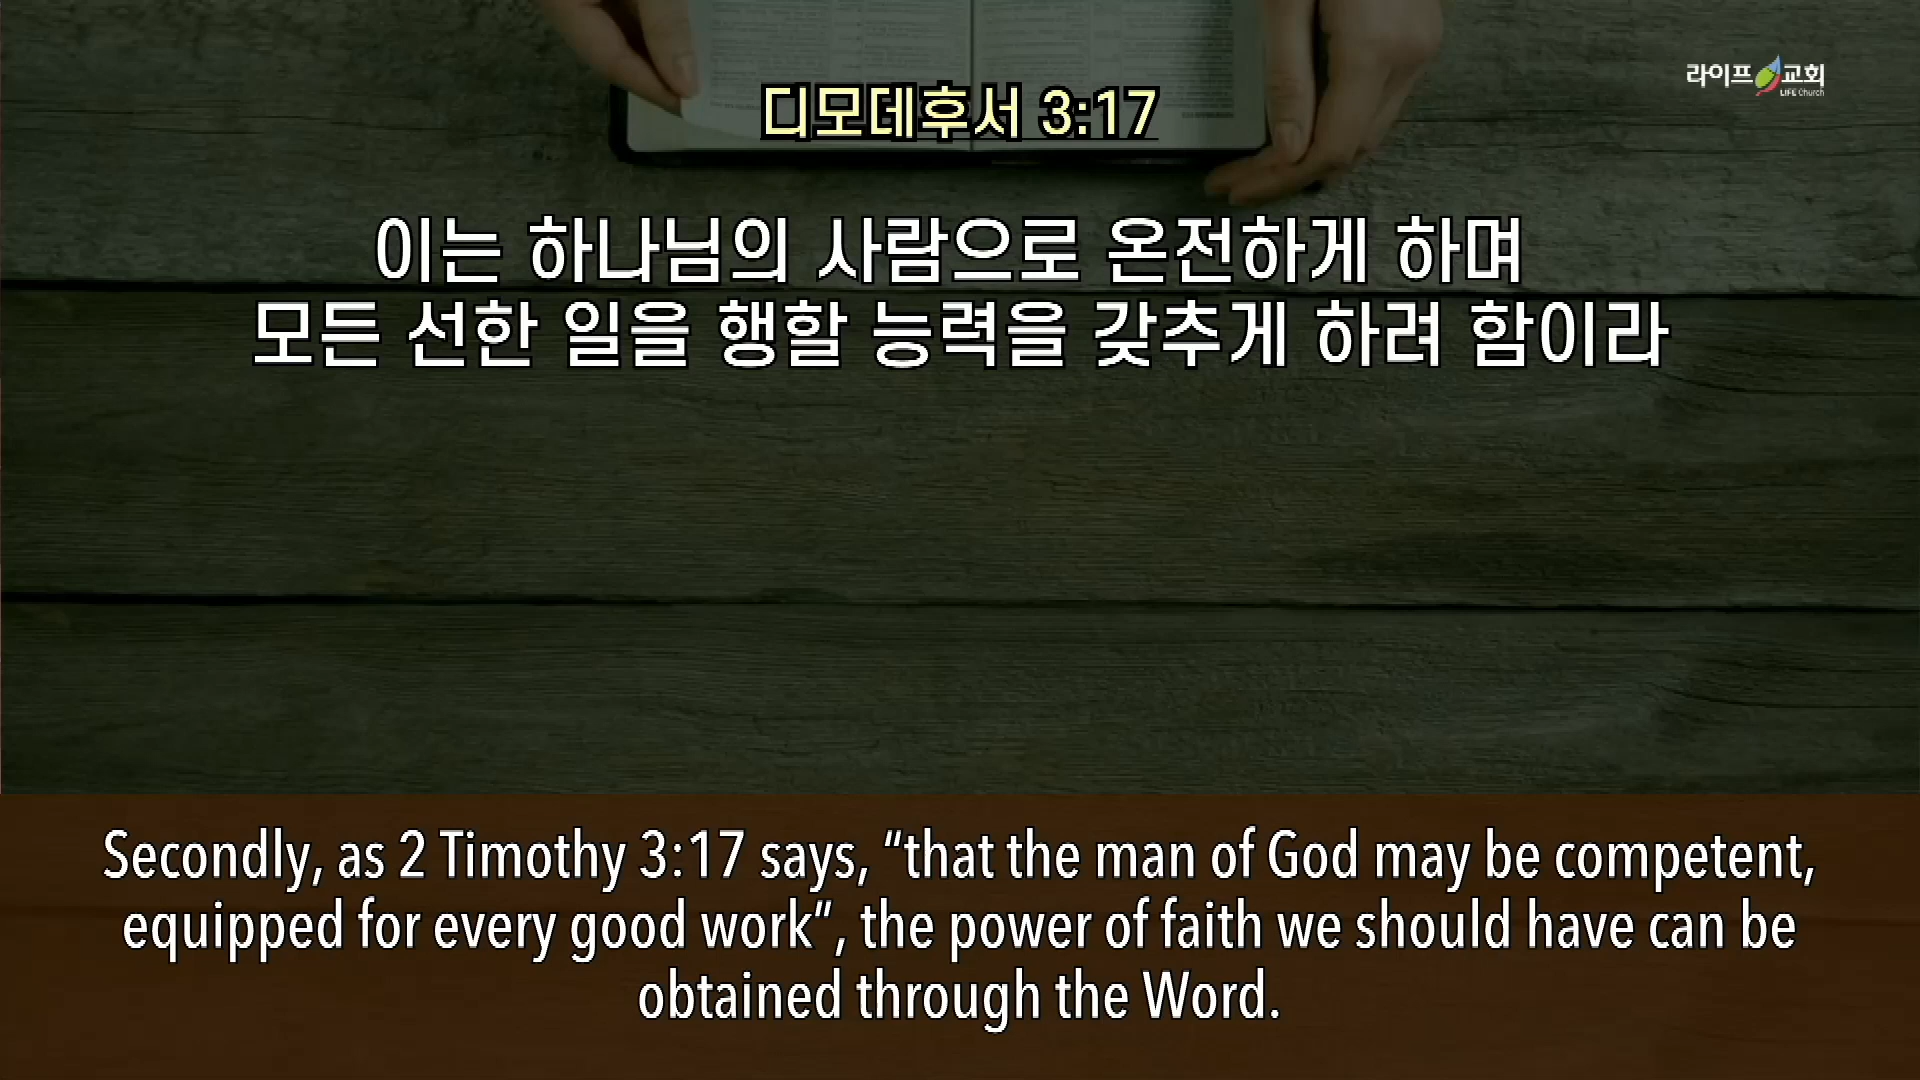 라이프 교회
LIFE Church
디모데후서 3:17
이는 하나님의 사람으로 온전하게 하며
모든 선한 일을 행할 능력을 갖추게 하려 함이라
Secondly, as 2 Timothy 3:17 says, “that the man of God may be competent,
equipped for every good work”, the power of faith we should have can be
obtained through the Word.